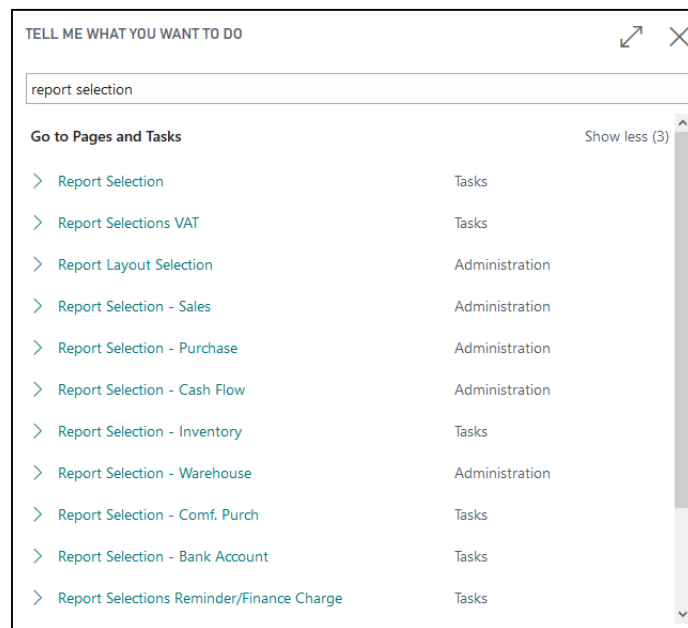 TELL ME WHAT YOU WANT TO DO
report selection
Go to Pages and Tasks Show less (3)
Report Selection Tasks
Report Selections VAT Tasks
Report Layout Selection Administration
Report Selection - Sales Administration
Report Selection - Purchase Administration
Report Selection - Cash Flow Administration
Report Selection - Inventory Tasks
Report Selection - Warehouse Administration
Report Selection - Comf. Purch Tasks
Report Selection - Bank Account Tasks
Report Selections Reminder/Finance Charge Tasks